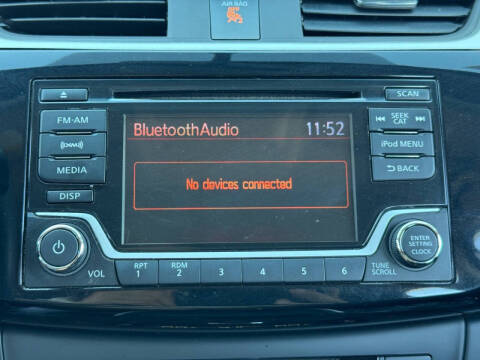 AIR BAG
SCAN
FM·AM
SEEK
CAT
BluetoothAudio 11:52
((XM))
iPod MENU
No devices connected
MEDIA
BACK
DISP
ENTER
SETTING
VOL
RPT
1
RDM
2
3
4
5
6
TUNE
SCROLL